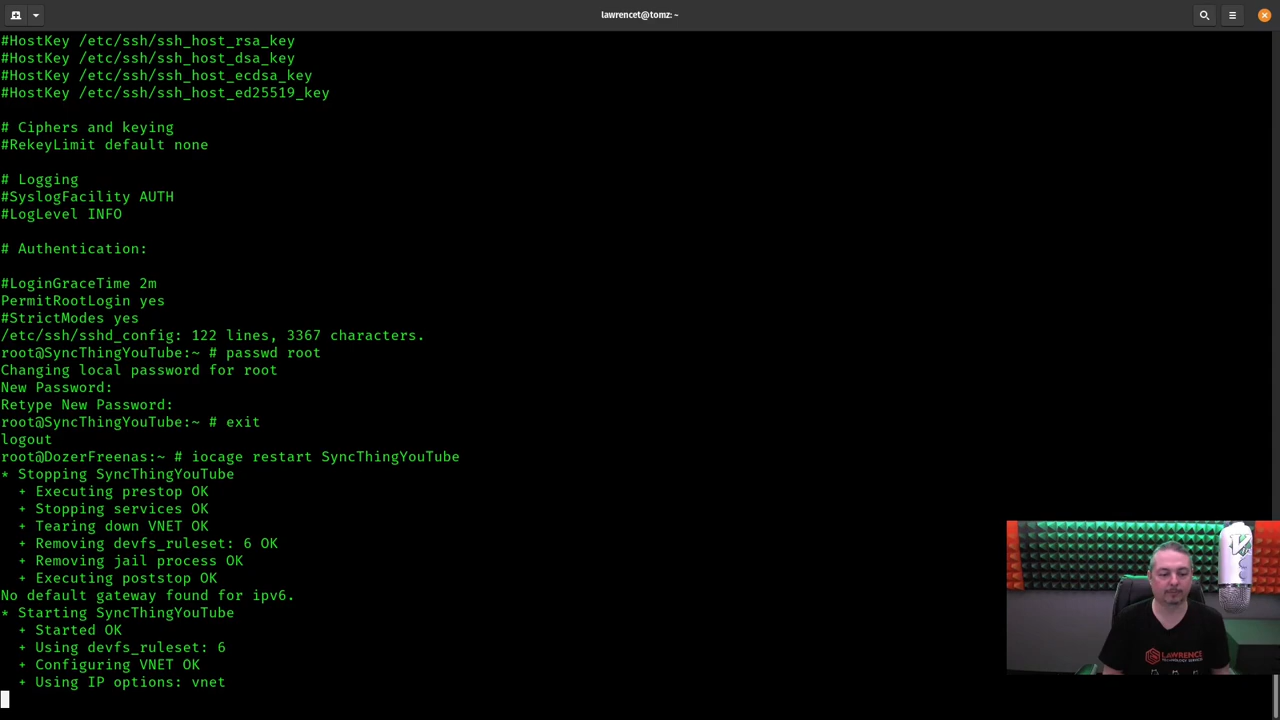 lawrencet@tomz: ~
#HostKey /etc/ssh/ssh_host_rsa_key
#HostKey /etc/ssh/ssh_host_dsa_key
#HostKey /etc/ssh/ssh_host_ecdsa_key
#HostKey /etc/ssh/ssh_host_ed25519_key
# Ciphers and keying
#RekeyLimit default none
# Logging
#SyslogFacility AUTH
#LogLevel INFO
# Authentication:
#LoginGraceTime 2m
PermitRootLogin yes
#StrictModes yes
/etc/ssh/sshd_config: 122 lines, 3367 characters.
root@SyncThingYouTube:~ # passwd root
Changing local password for root
New Password:
Retype New Password:
root@SyncThingYouTube:~ # exit
logout
root@DozerFreenas:~ # iocage restart SyncThingYouTube
* Stopping SyncThingYouTube
  + Executing prestop OK
  + Stopping services OK
  + Tearing down VNET OK
  + Removing devfs_ruleset: 6 OK
  + Removing jail process OK
  + Executing poststop OK
No default gateway found for ipv6.
* Starting SyncThingYouTube
  + Started OK
  + Using devfs_ruleset: 6
  + Configuring VNET OK
  + Using IP options: vnet
LAWRENCE